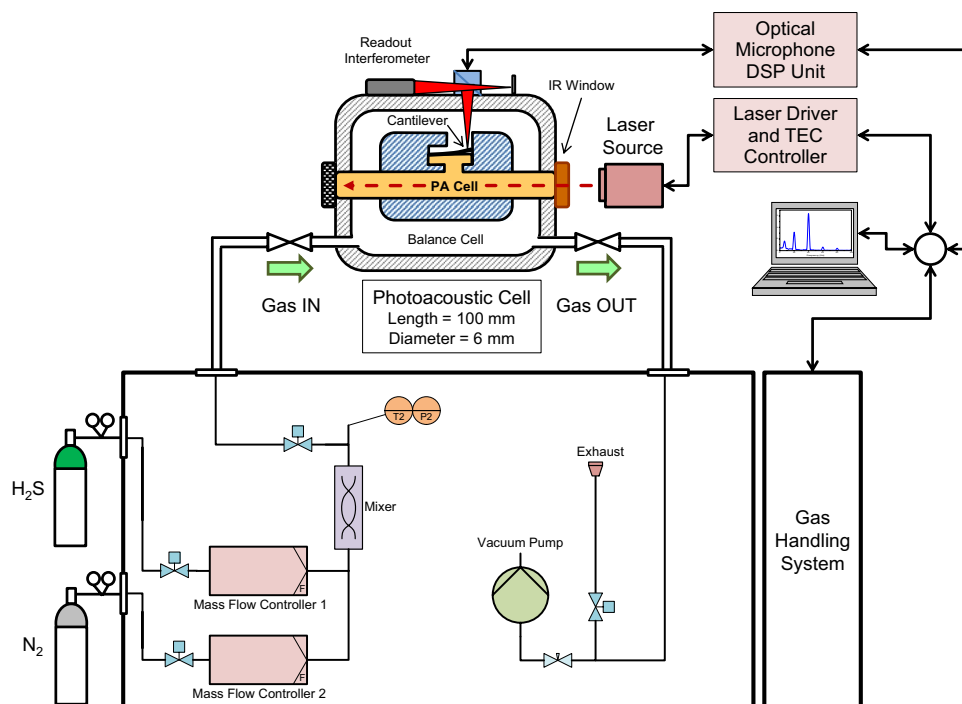 Readout
Interferometer
Optical
Microphone
DSP Unit
IR Window
Cantilever
Laser
Source
Laser Driver
and TEC
Controller
PA Cell
Balance Cell
Gas IN
Gas OUT
Photoacoustic Cell
Length = 100 mm
Diameter = 6 mm
T2
P2
Exhaust
H₂S
Mixer
Gas
Handling
System
Vacuum Pump
F
Mass Flow Controller 1
N₂
F
Mass Flow Controller 2